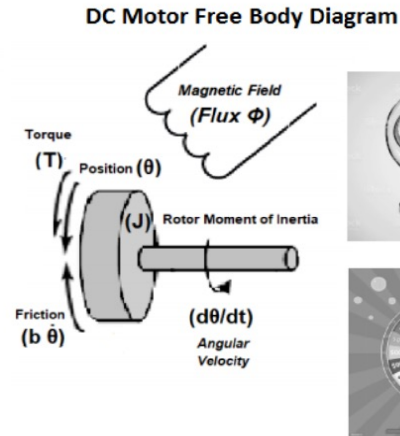 DC Motor Free Body Diagram
Magnetic Field
(Flux Φ)
Torque
(T)
Position (θ)
(J)
Rotor Moment of Inertia
Friction
(b θ̇)
(dθ/dt)
Angular
Velocity